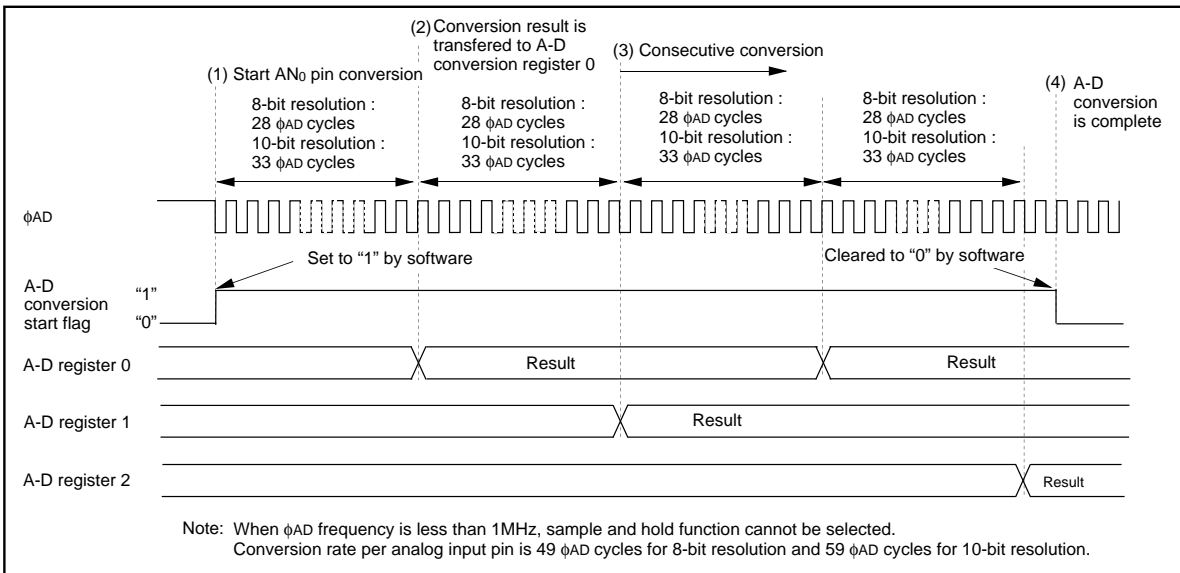 (1) Start AN0 pin conversion
(2) Conversion result is
transfered to A-D
conversion register 0
(3) Consecutive conversion
(4) A-D
conversion
is complete
8-bit resolution :
28 ϕAD cycles
10-bit resolution :
33 ϕAD cycles
8-bit resolution :
28 ϕAD cycles
10-bit resolution :
33 ϕAD cycles
8-bit resolution :
28 ϕAD cycles
10-bit resolution :
33 ϕAD cycles
8-bit resolution :
28 ϕAD cycles
10-bit resolution :
33 ϕAD cycles
ϕAD
Set to “1” by software
Cleared to “0” by software
A-D
conversion
start flag
“1”
“0”
A-D register 0
Result
Result
A-D register 1
Result
A-D register 2
Result
Note: When ϕAD frequency is less than 1MHz, sample and hold function cannot be selected.
Conversion rate per analog input pin is 49 ϕAD cycles for 8-bit resolution and 59 ϕAD cycles for 10-bit resolution.